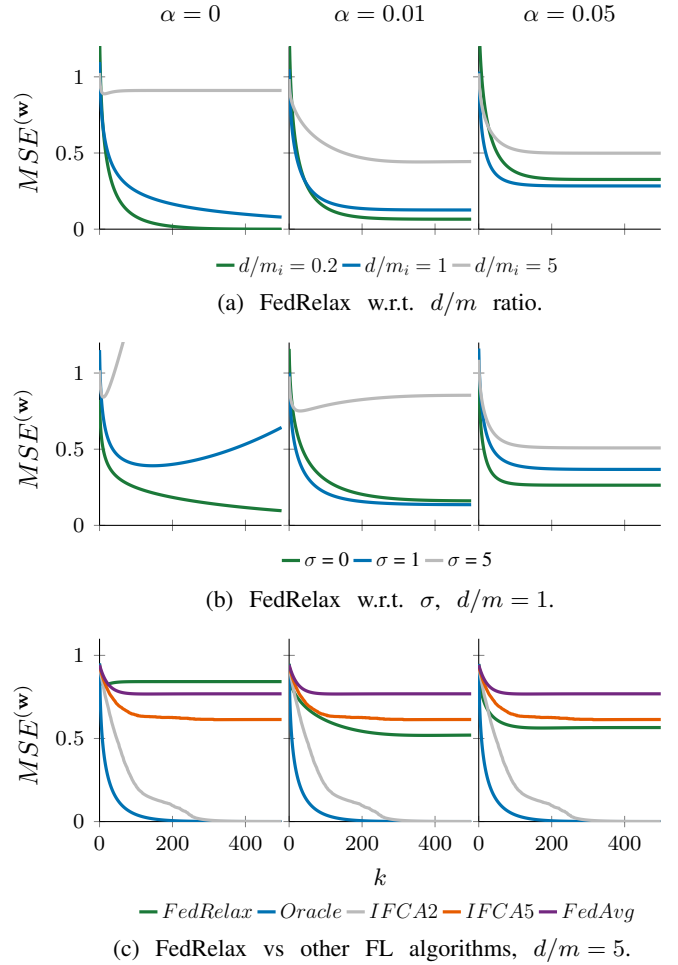 α = 0 α = 0.01 α = 0.05
MSE^(w)
1
0.5
0
d/m_i = 0.2 d/m_i = 1 d/m_i = 5
(a) FedRelax w.r.t. d/m ratio.
MSE^(w)
1
0.5
0
σ = 0 σ = 1 σ = 5
(b) FedRelax w.r.t. σ, d/m = 1.
MSE^(w)
1
0.5
0
0 200 400 0 200 400 0 200 400
k
FedRelax Oracle IFCA2 IFCA5 FedAvg
(c) FedRelax vs other FL algorithms, d/m = 5.